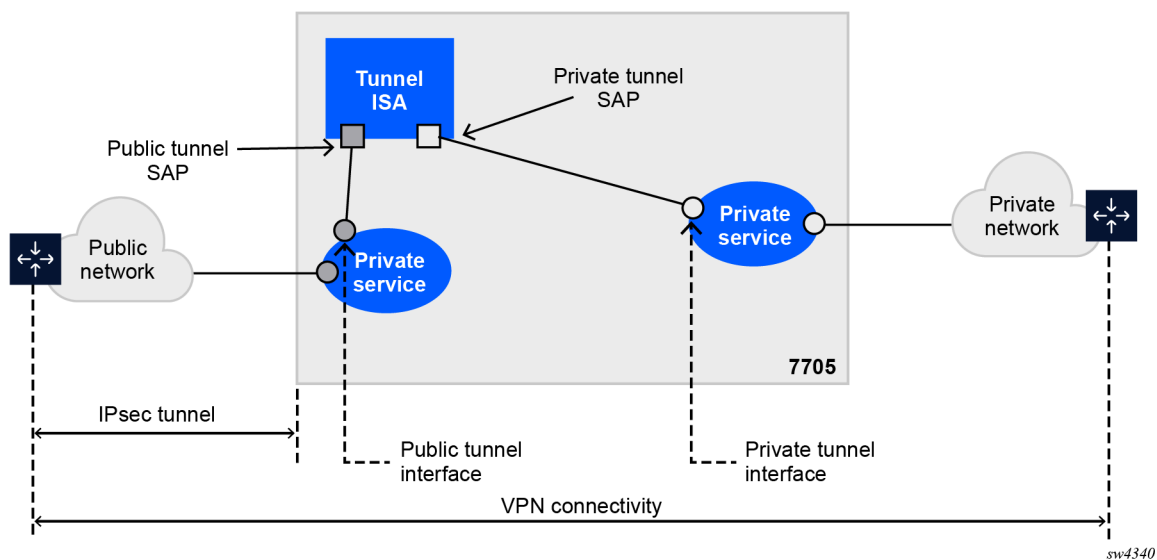 Tunnel
ISA
Private tunnel
SAP
Public tunnel
SAP
Public
network
Private
service
Private
service
Private
network
7705
IPsec tunnel
Public tunnel
interface
Private tunnel
interface
VPN connectivity
sw4340